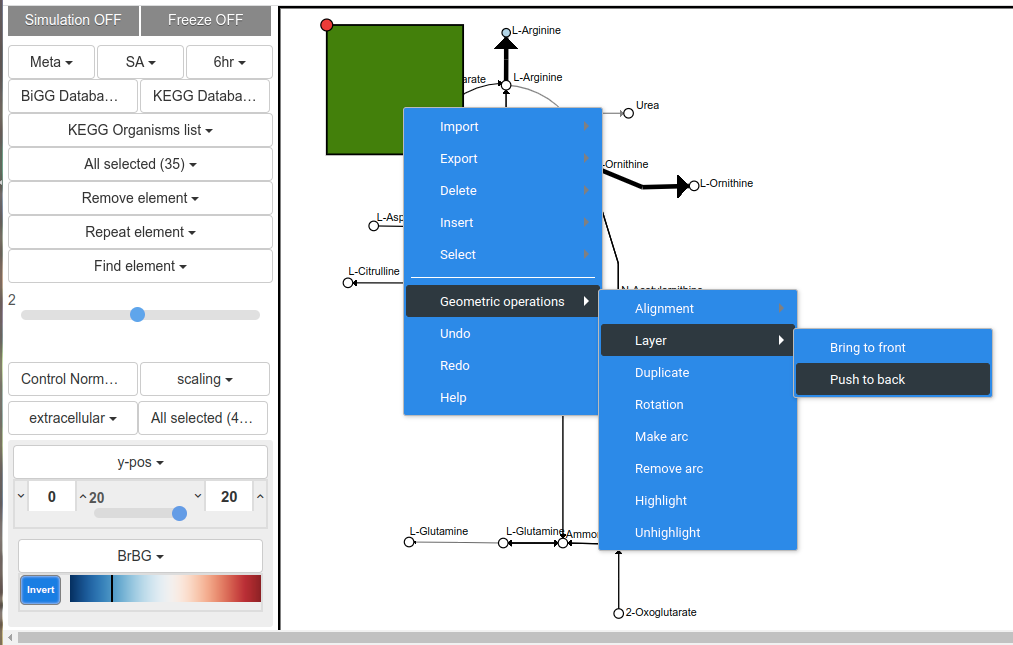 Simulation OFF
Freeze OFF
Meta
SA
6hr
BiGG Databa...
KEGG Databa...
KEGG Organisms list
All selected (35)
Remove element
Repeat element
Find element
2
Control Norm...
scaling
extracellular
All selected (4...
y-pos
0
20
20
BrBG
Invert
L-Arginine
arate
L-Arginine
Urea
-Ornithine
L-Ornithine
L-Asp
L-Citrulline
N-Acetylornithine
L-Glutamine
L-Glutamine
Ammo
2-Oxoglutarate
Import
Export
Delete
Insert
Select
Geometric operations
Undo
Redo
Help
Alignment
Layer
Duplicate
Rotation
Make arc
Remove arc
Highlight
Unhighlight
Bring to front
Push to back